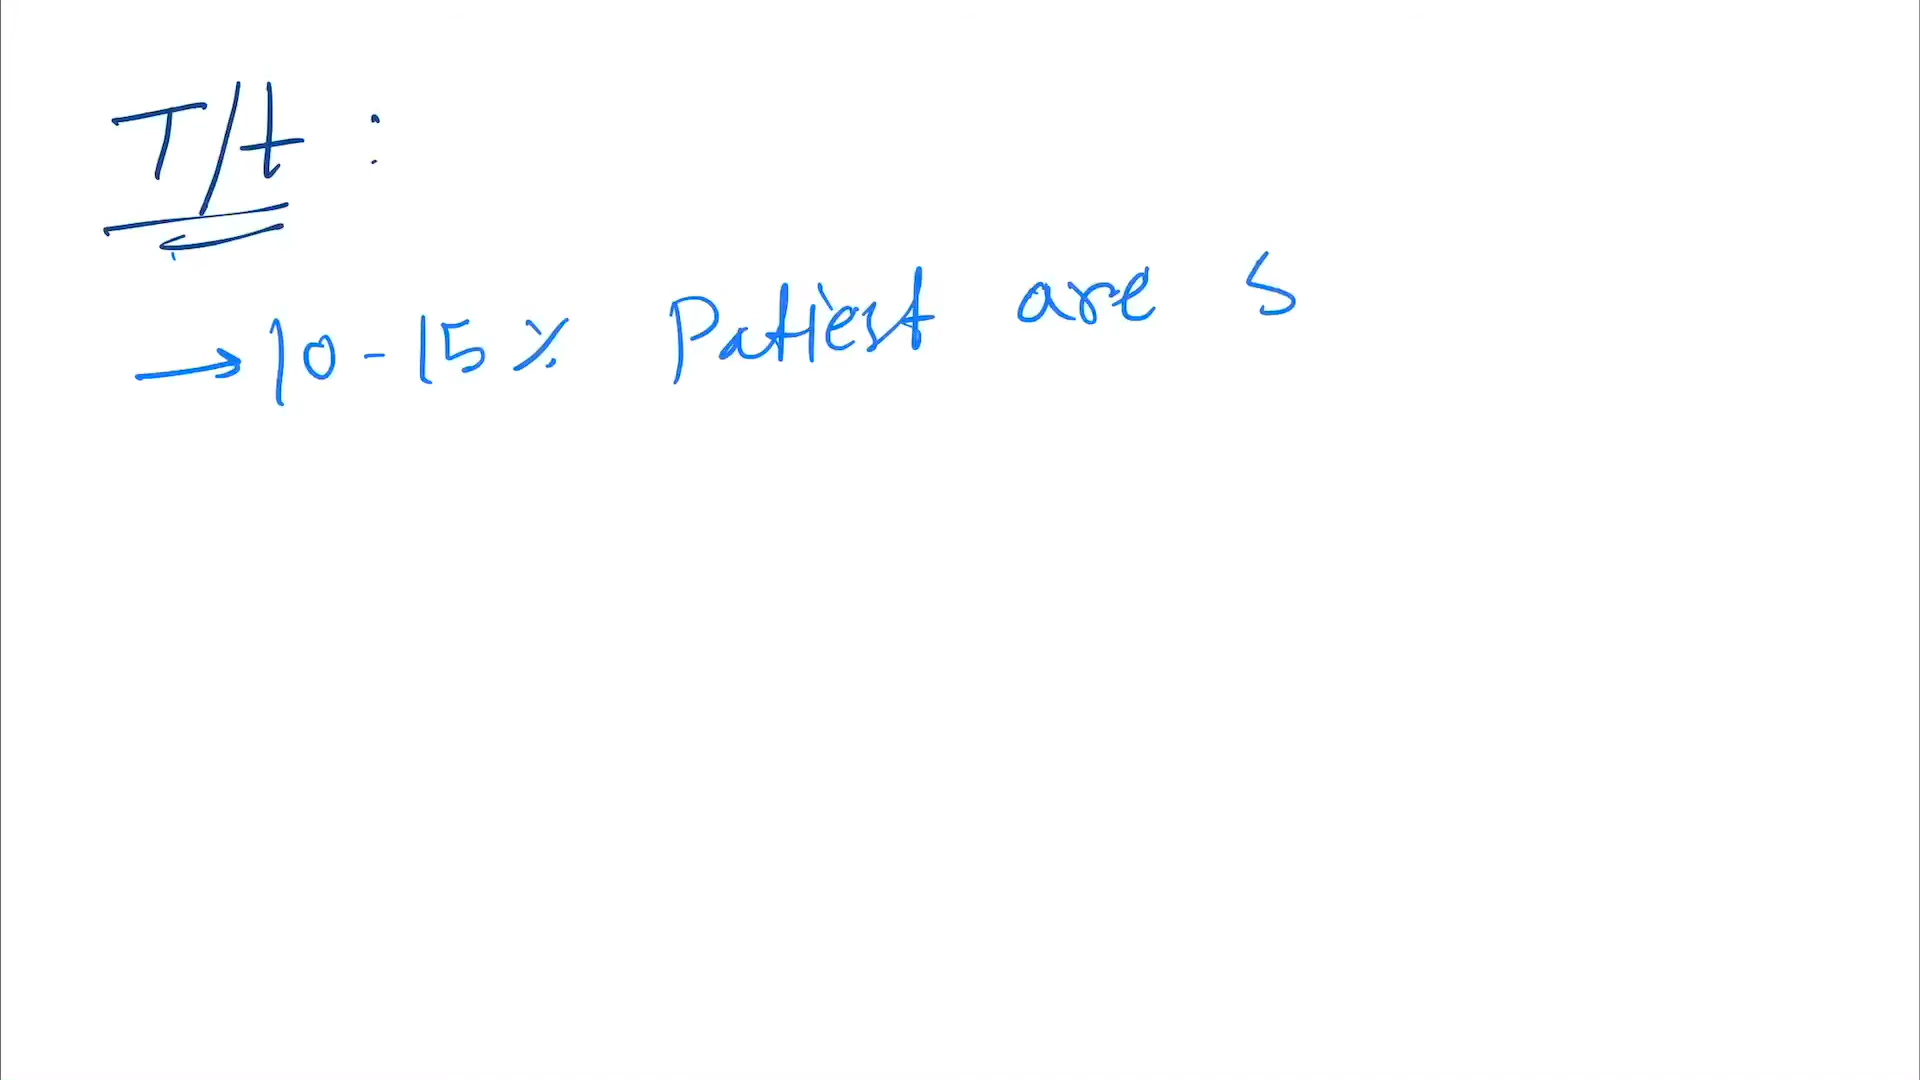 T/t :
→ 10-15% Patient are s